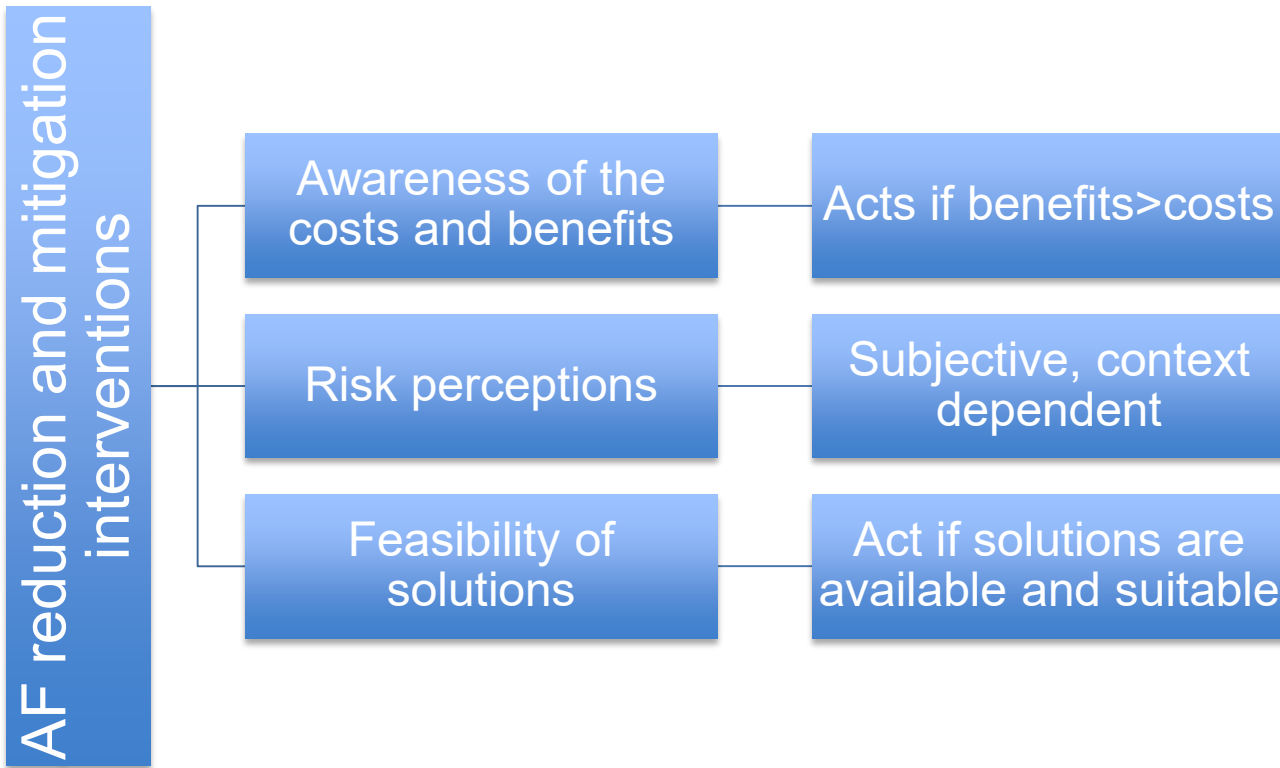 AF reduction and mitigation
interventions
Awareness of the
costs and benefits
Acts if benefits>costs
Risk perceptions
Subjective, context
dependent
Feasibility of
solutions
Act if solutions are
available and suitable